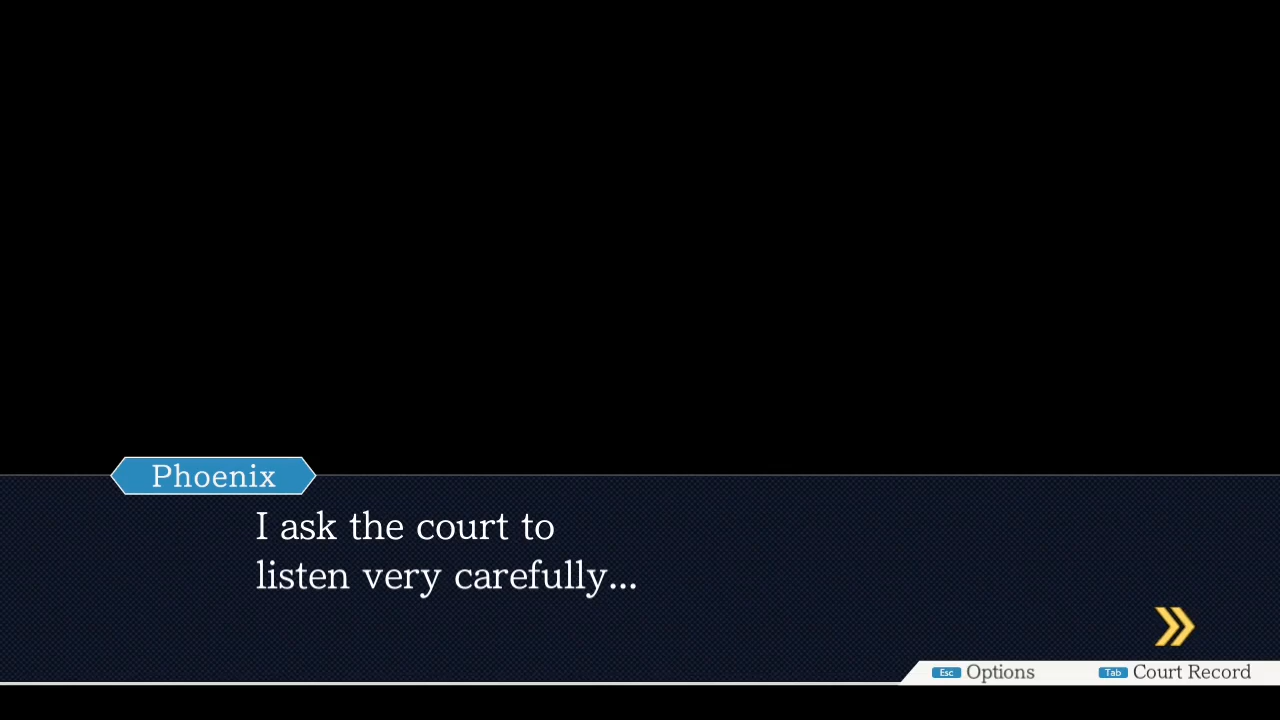 Phoenix
I ask the court to
listen very carefully...
Esc Options Tab Court Record